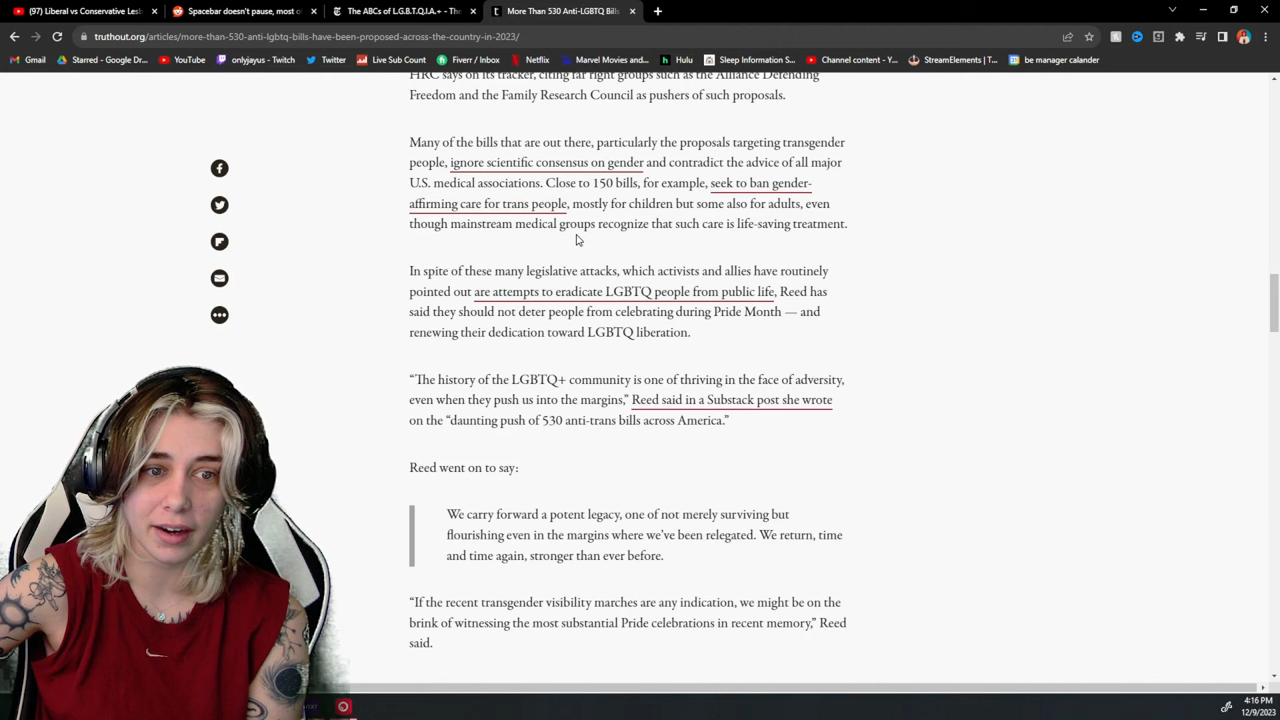 (97) Liberal vs Conservative Lesb
Spacebar doesn't pause, most of
The ABCs of L.G.B.T.Q.I.A.+ - The
More Than 530 Anti-LGBTQ Bills
truthout.org/articles/more-than-530-anti-lgbtq-bills-have-been-proposed-across-the-country-in-2023/
Gmail
Starred - Google Dr...
YouTube
onlyjayus - Twitch
Twitter
Live Sub Count
Fiverr / Inbox
Netflix
Marvel Movies and...
Hulu
Sleep Information S...
Channel content - Y...
StreamElements | T...
be manager calander
HRC says on its tracker, citing far right groups such as the Alliance Defending
Freedom and the Family Research Council as pushers of such proposals.
Many of the bills that are out there, particularly the proposals targeting transgender
people, ignore scientific consensus on gender and contradict the advice of all major
U.S. medical associations. Close to 150 bills, for example, seek to ban gender-
affirming care for trans people, mostly for children but some also for adults, even
though mainstream medical groups recognize that such care is life-saving treatment.
In spite of these many legislative attacks, which activists and allies have routinely
pointed out are attempts to eradicate LGBTQ people from public life, Reed has
said they should not deter people from celebrating during Pride Month — and
renewing their dedication toward LGBTQ liberation.
“The history of the LGBTQ+ community is one of thriving in the face of adversity,
even when they push us into the margins,” Reed said in a Substack post she wrote
on the “daunting push of 530 anti-trans bills across America.”
Reed went on to say:
We carry forward a potent legacy, one of not merely surviving but
flourishing even in the margins where we’ve been relegated. We return, time
and time again, stronger than ever before.
“If the recent transgender visibility marches are any indication, we might be on the
brink of witnessing the most substantial Pride celebrations in recent memory,” Reed
said.
4:16 PM
12/9/2023